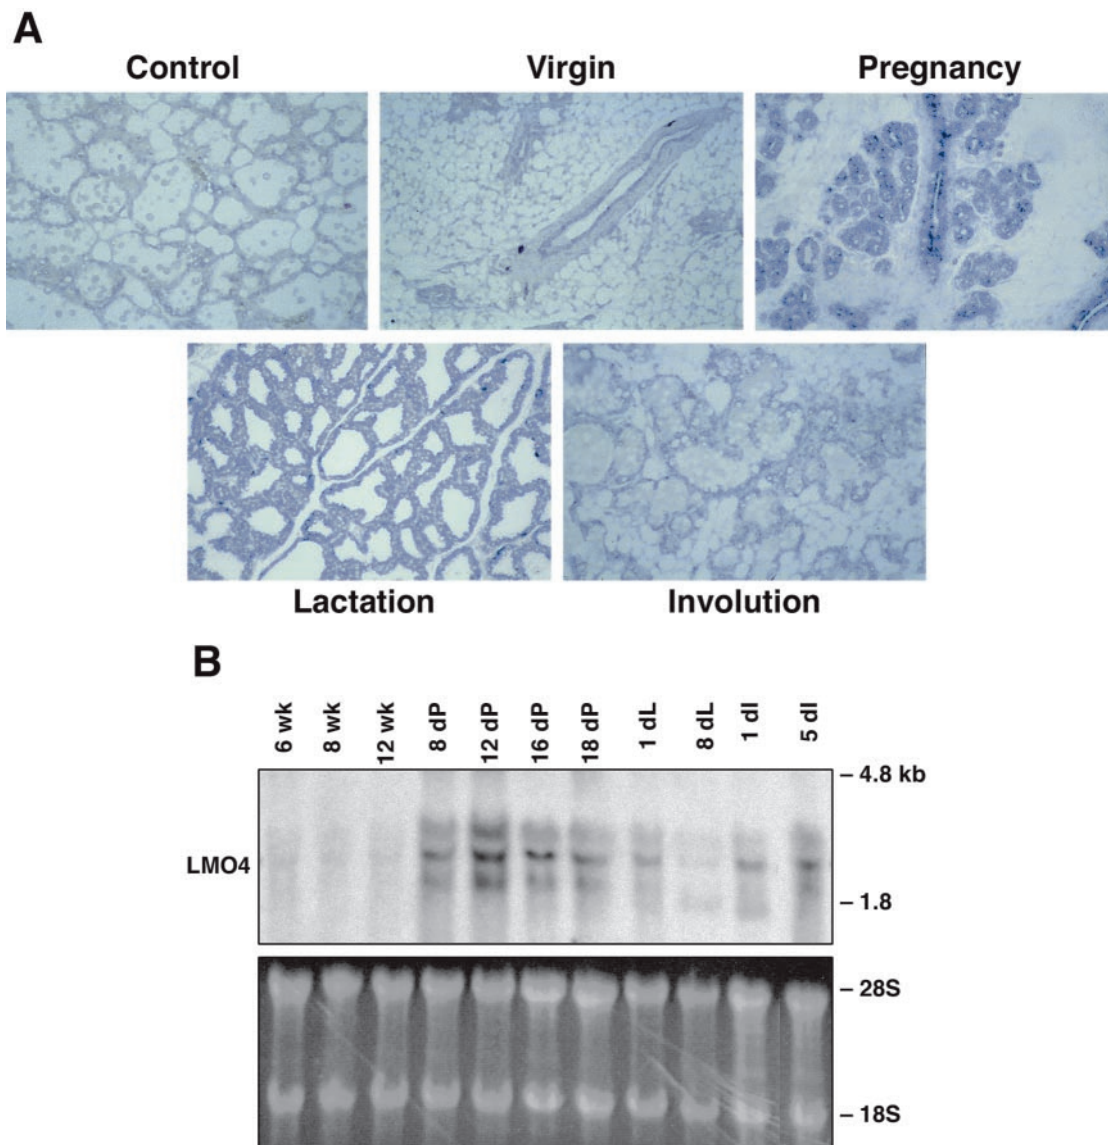 A
Control Virgin Pregnancy
Lactation Involution
B
6 wk 8 wk 12 wk 8 dP 12 dP 16 dP 18 dP 1 dL 8 dL 1 dI 5 dI
– 4.8 kb
LMO4
– 1.8
– 28S
– 18S